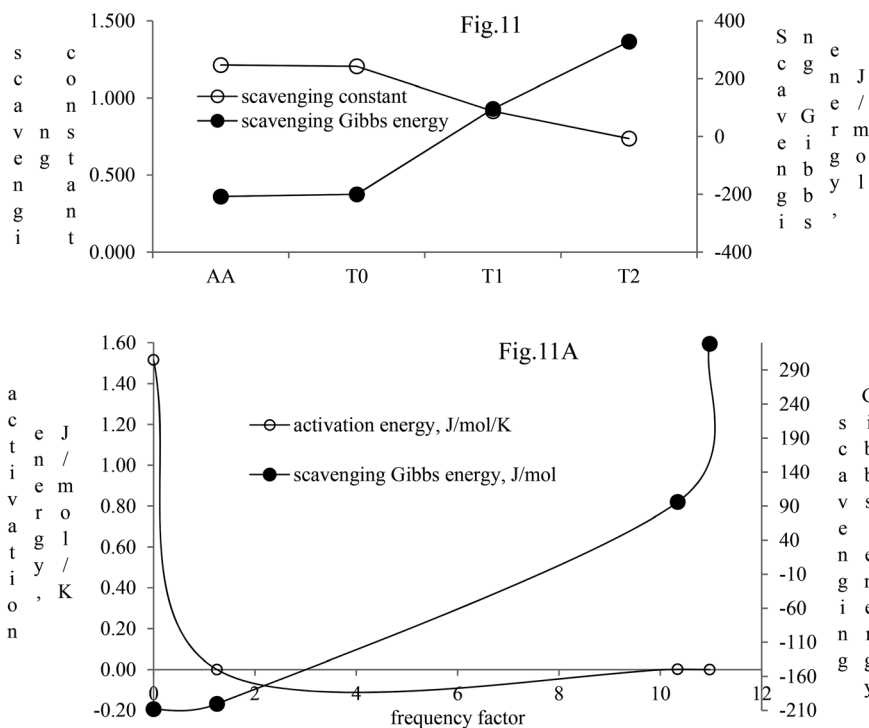 Fig.11
scavenging
constant
1.500
1.000
0.500
0.000
scavenging constant
scavenging Gibbs energy
400
200
0
-200
-400
Scavenging Gibbs
energy,
J/mol
AA T0 T1 T2
Fig.11A
activation
energy,
J/mol/K
1.60
1.40
1.20
1.00
0.80
0.60
0.40
0.20
0.00
-0.20
activation energy, J/mol/K
scavenging Gibbs energy, J/mol
290
240
190
140
90
40
-10
-60
-110
-160
-210
scavenging
Gibbs energy
0 2 4 6 8 10 12
frequency factor